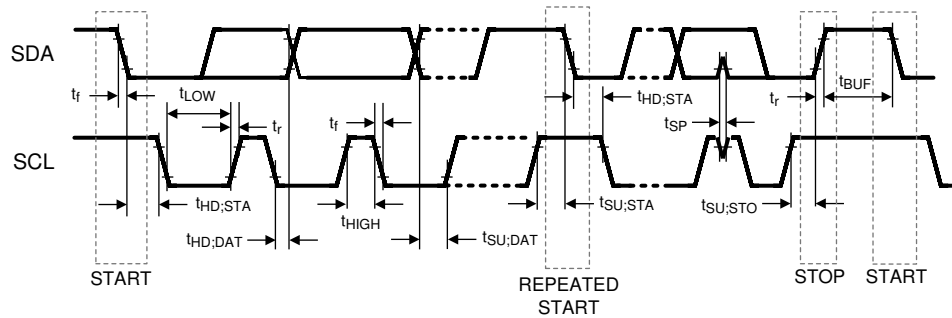 SDA
t_f
t_LOW
t_r
t_f
t_HD;STA
t_SP
t_r
t_BUF
SCL
t_HD;STA
t_HD;DAT
t_HIGH
t_SU;DAT
t_SU;STA
t_SU;STO
START
REPEATED
START
STOP
START